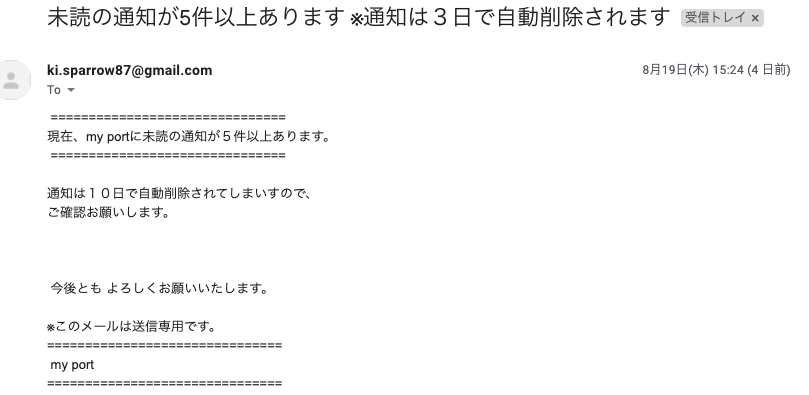 未読の通知が5件以上あります ※通知は３日で自動削除されます 受信トレイ ×
ki.sparrow87@gmail.com 8月19日(木) 15:24 (4 日前)
To
===============================
現在、my portに未読の通知が５件以上あります。
===============================
通知は１０日で自動削除されてしまいすので、
ご確認お願いします。
今後とも よろしくお願いいたします。
※このメールは送信専用です。
===============================
my port
===============================